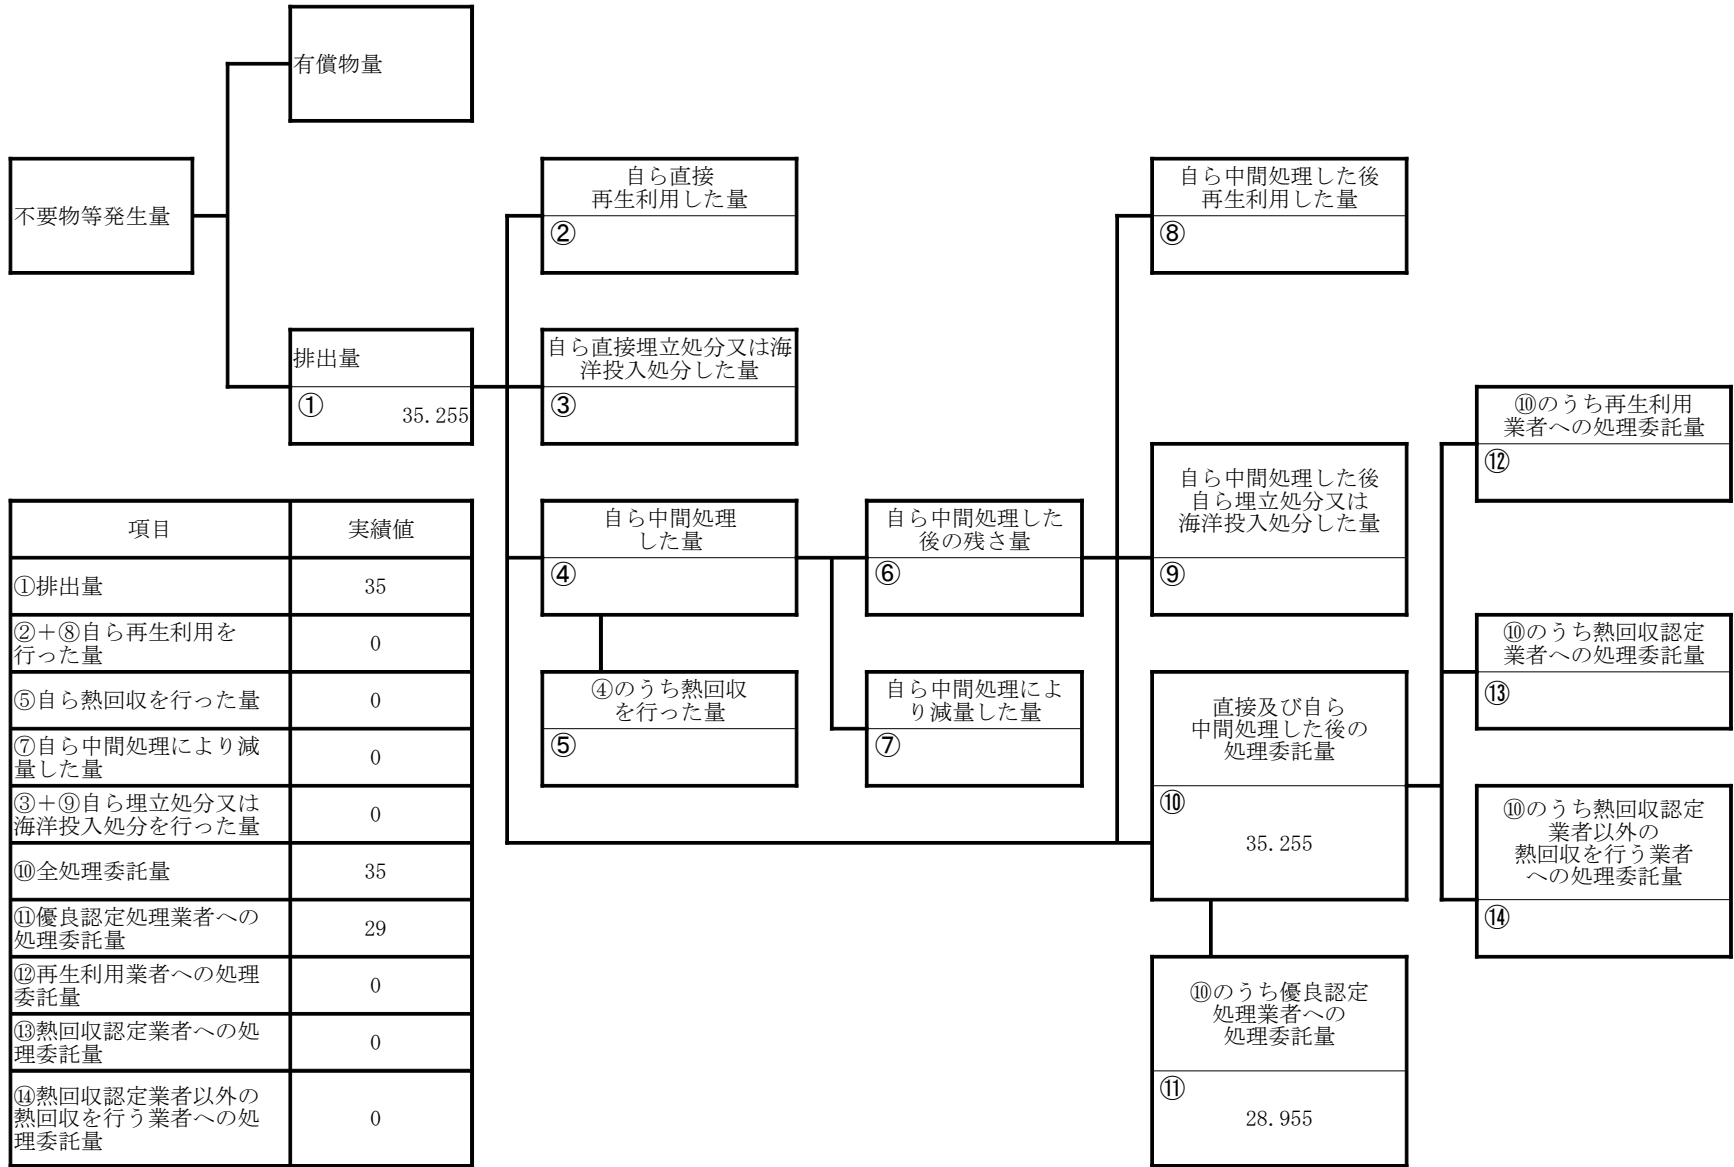 有償物量
不要物等発生量
自ら直接
再生利用した量
②
自ら中間処理した後
再生利用した量
⑧
排出量
①
35.255
自ら直接埋立処分又は海
洋投入処分した量
③
⑩のうち再生利用
業者への処理委託量
⑫
自ら中間処理
した量
④
自ら中間処理した
後の残さ量
⑥
自ら中間処理した後
自ら埋立処分又は
海洋投入処分した量
⑨
⑩のうち熱回収認定
業者への処理委託量
⑬
④のうち熱回収
を行った量
⑤
自ら中間処理によ
り減量した量
⑦
直接及び自ら
中間処理した後の
処理委託量
⑩
35.255
⑩のうち熱回収認定
業者以外の
熱回収を行う業者
への処理委託量
⑭
⑩のうち優良認定
処理業者への
処理委託量
⑪
28.955
項目 実績値
①排出量 35
②+⑧自ら再生利用を
行った量 0
⑤自ら熱回収を行った量 0
⑦自ら中間処理により減
量した量 0
③+⑨自ら埋立処分又は
海洋投入処分を行った量 0
⑩全処理委託量 35
⑪優良認定処理業者への
処理委託量 29
⑫再生利用業者への処理
委託量 0
⑬熱回収認定業者への処
理委託量 0
⑭熱回収認定業者以外の
熱回収を行う業者への処
理委託量 0